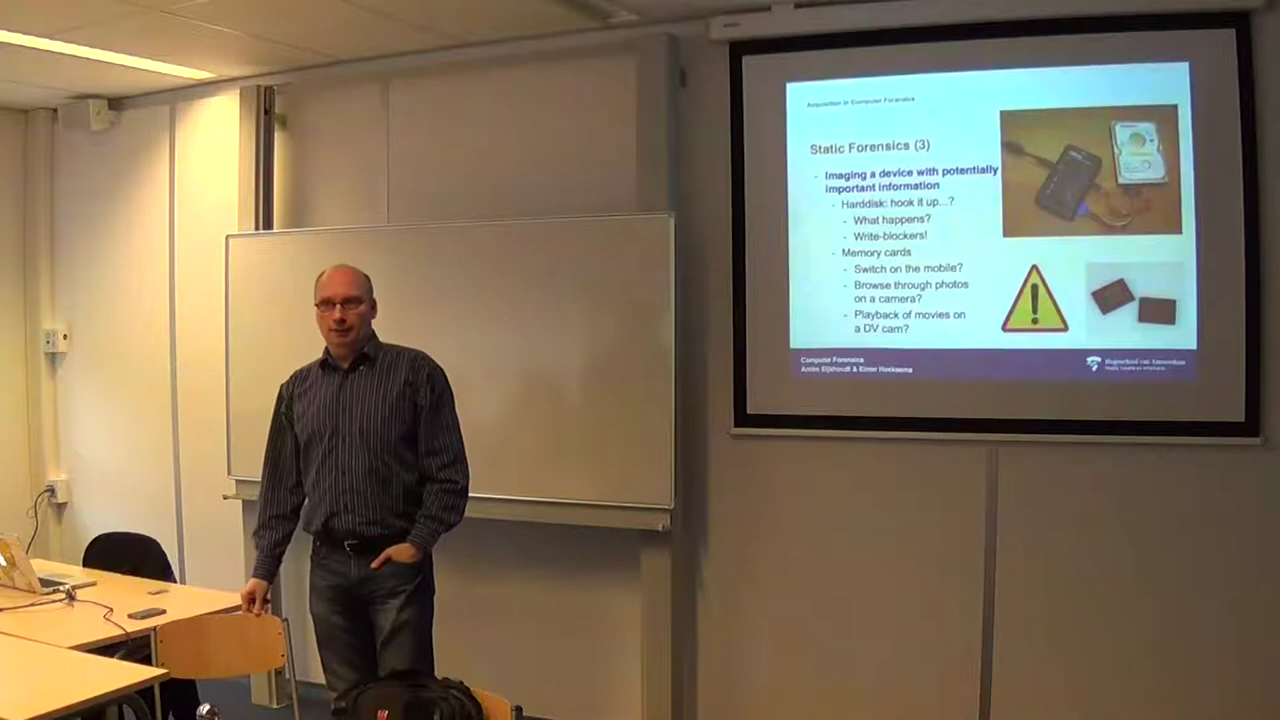 Acquisition in Computer Forensics
Static Forensics (3)
- Imaging a device with potentially
important information
- Harddisk: hook it up...?
- What happens?
- Write-blockers!
- Memory cards
- Switch on the mobile?
- Browse through photos
on a camera?
- Playback of movies on
a DV cam?
Computer Forensics
Arnim Eijkhoudt & Elmer Hoeksema
Hogeschool van Amsterdam